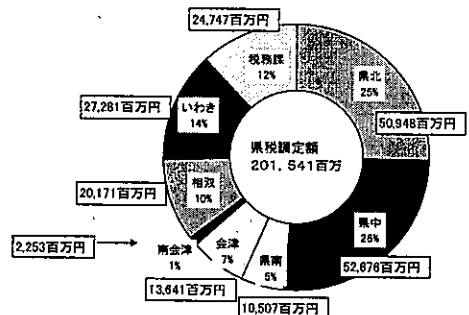 24,747百万円
税務課
12%
県北
25%
50,948百万円
いわき
14%
27,281百万円
県税調定額
201,541百万
相双
10%
20,171百万円
県中
26%
52,676百万円
2,253百万円
南会津
1%
会津
7%
県南
5%
13,641百万円
10,507百万円